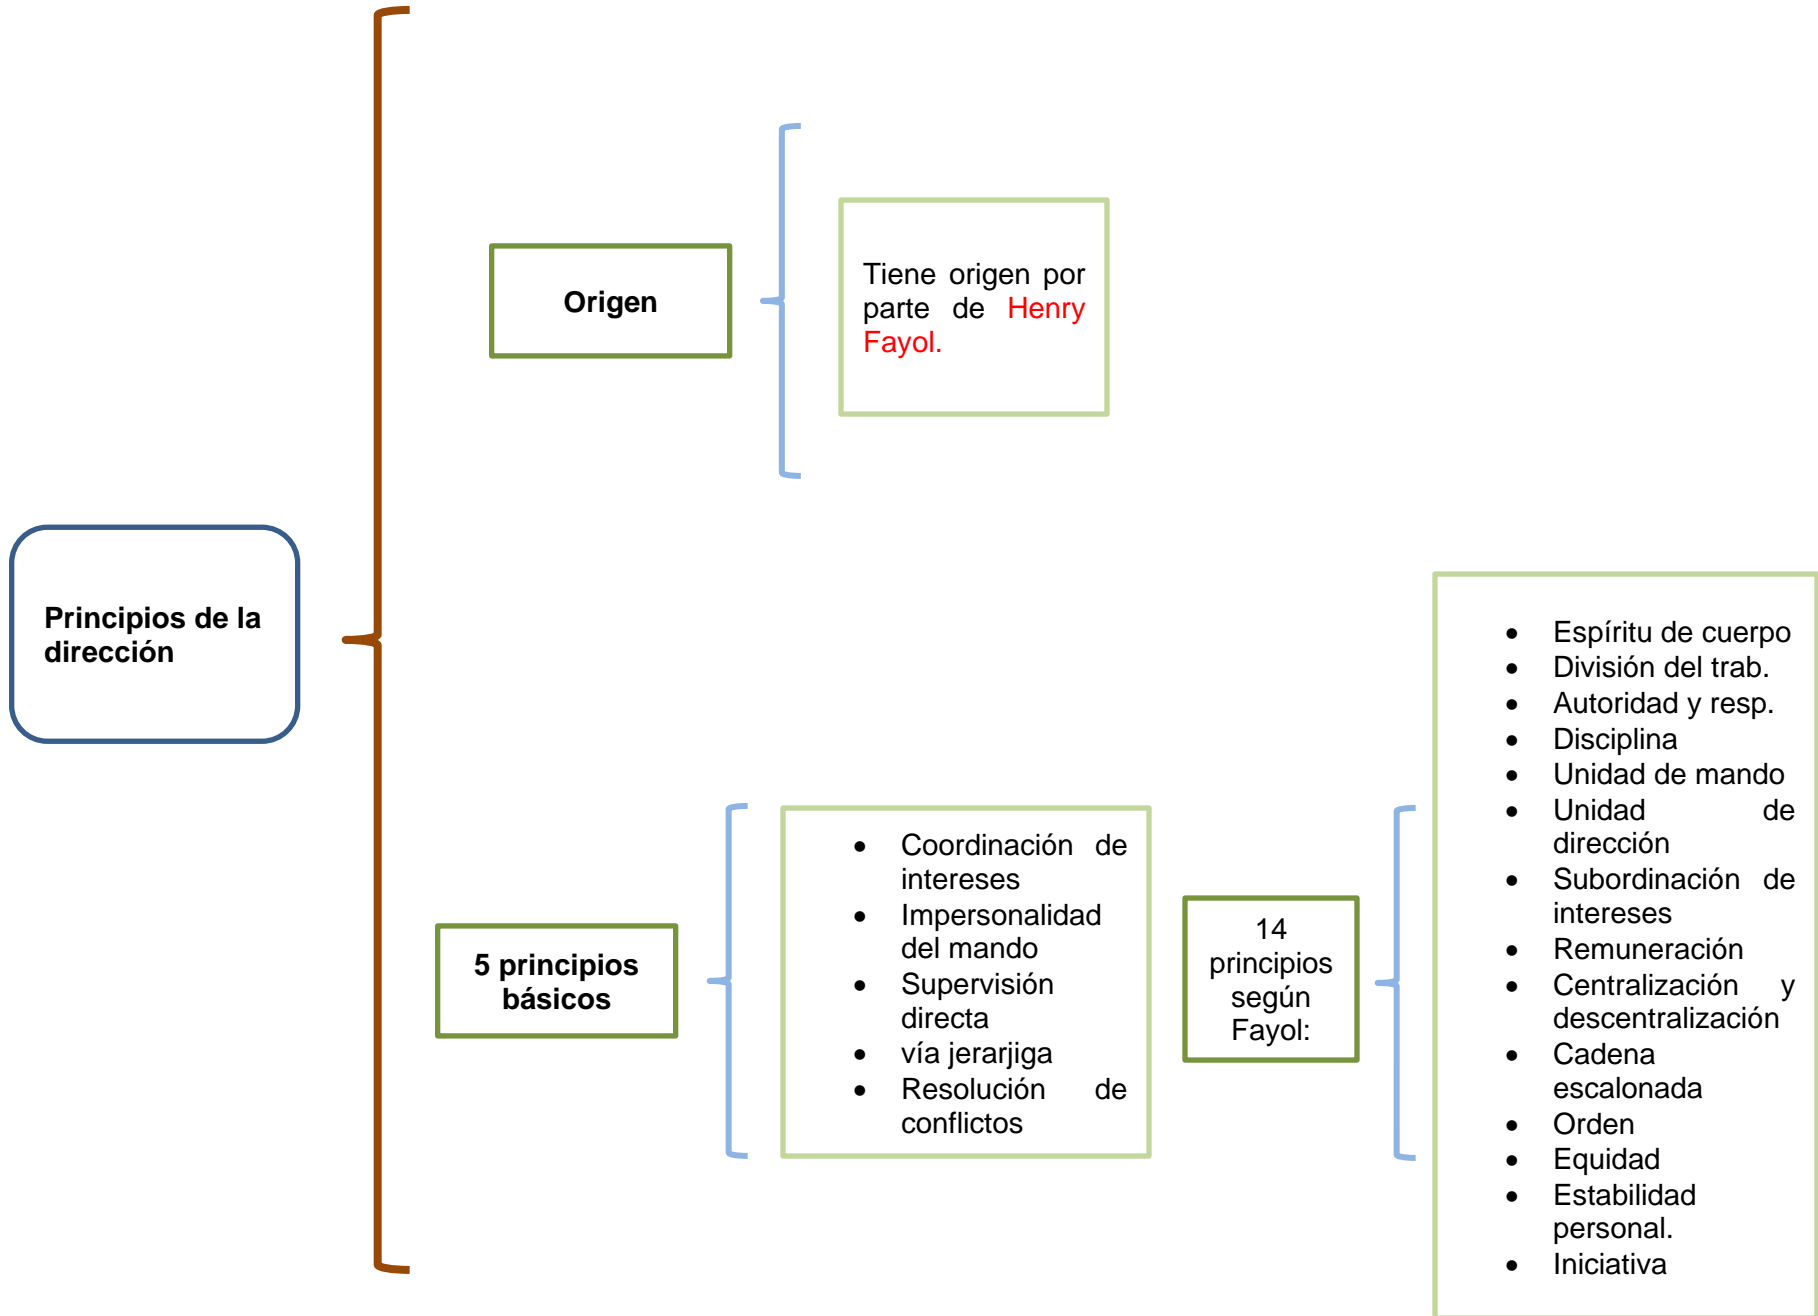 Principios de la
dirección
Origen
Tiene origen por
parte de Henry
Fayol.
5 principios
básicos
• Coordinación de
intereses
• Impersonalidad
del mando
• Supervisión
directa
• vía jerarjiga
• Resolución de
conflictos
14
principios
según
Fayol:
• Espíritu de cuerpo
• División del trab.
• Autoridad y resp.
• Disciplina
• Unidad de mando
• Unidad de
dirección
• Subordinación de
intereses
• Remuneración
• Centralización y
descentralización
• Cadena
escalonada
• Orden
• Equidad
• Estabilidad
personal.
• Iniciativa